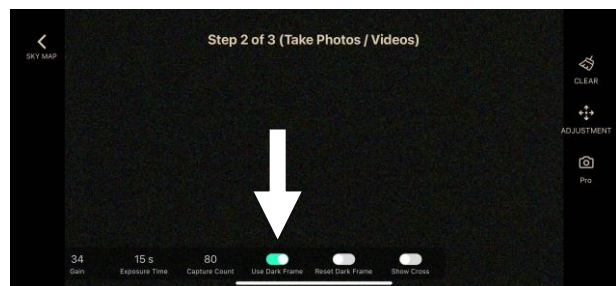 Step 2 of 3 (Take Photos / Videos)
SKY MAP
CLEAR
ADJUSTMENT
Pro
34
Gain
15 s
Exposure Time
80
Capture Count
Use Dark Frame
Reset Dark Frame
Show Cross